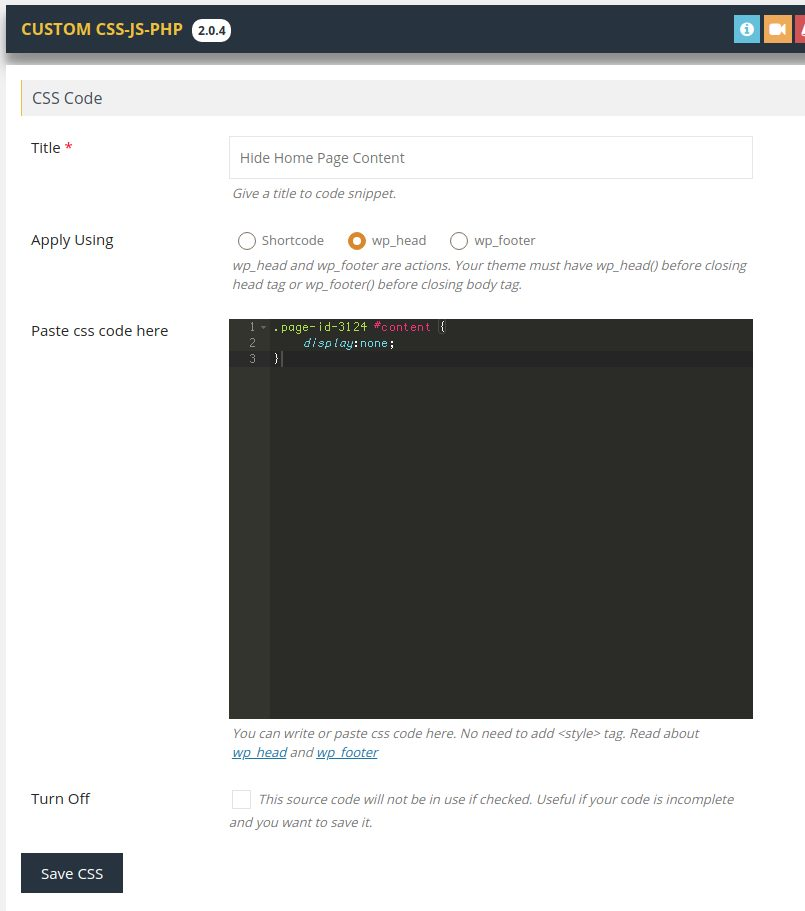 CUSTOM CSS-JS-PHP 2.0.4
CSS Code
Title *
Hide Home Page Content
Give a title to code snippet.
Apply Using
Shortcode wp_head wp_footer
wp_head and wp_footer are actions. Your theme must have wp_head() before closing
head tag or wp_footer() before closing body tag.
Paste css code here
1 .page-id-3124 #content {
2 display:none;
3 }
You can write or paste css code here. No need to add <style> tag. Read about
wp_head and wp_footer
Turn Off
This source code will not be in use if checked. Useful if your code is incomplete
and you want to save it.
Save CSS